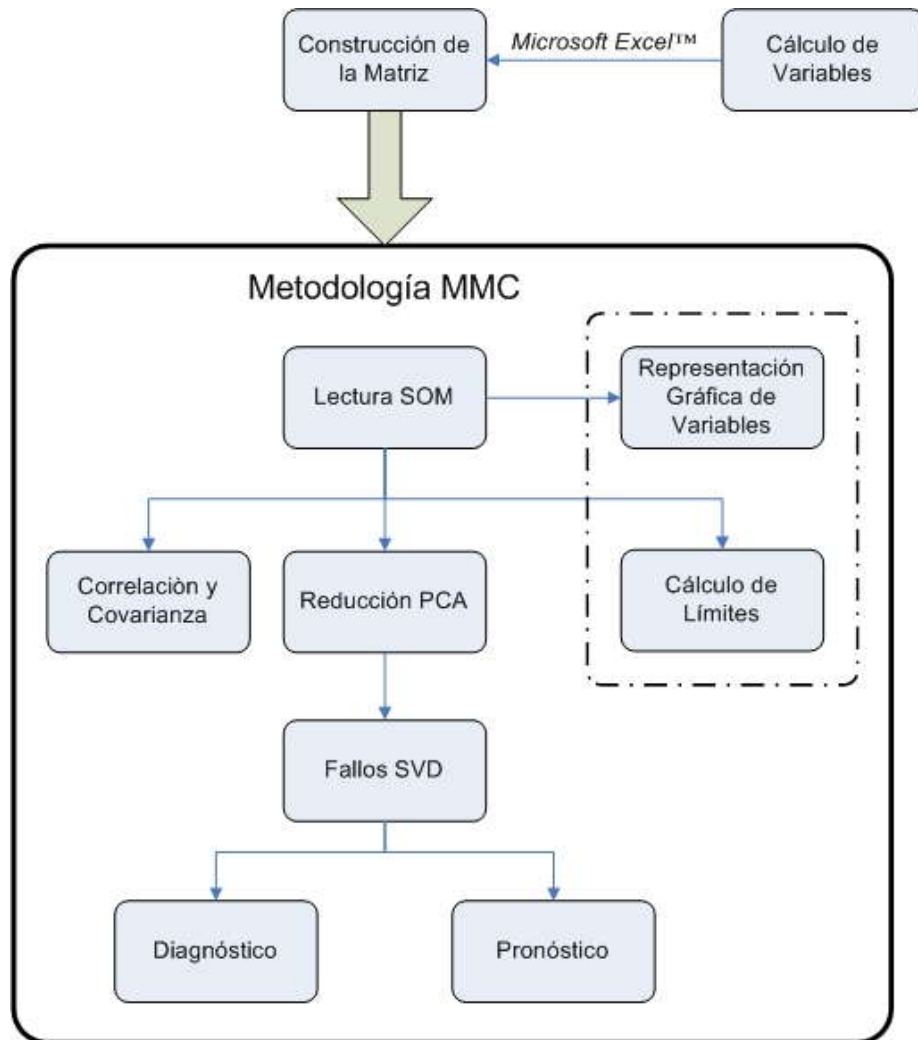 Construcción de
la Matriz
Microsoft Excel™
Cálculo de
Variables
Metodología MMC
Lectura SOM
Representación
Gráfica de
Variables
Correlaciòn y
Covarianza
Reducción PCA
Cálculo de
Límites
Fallos SVD
Diagnóstico
Pronóstico